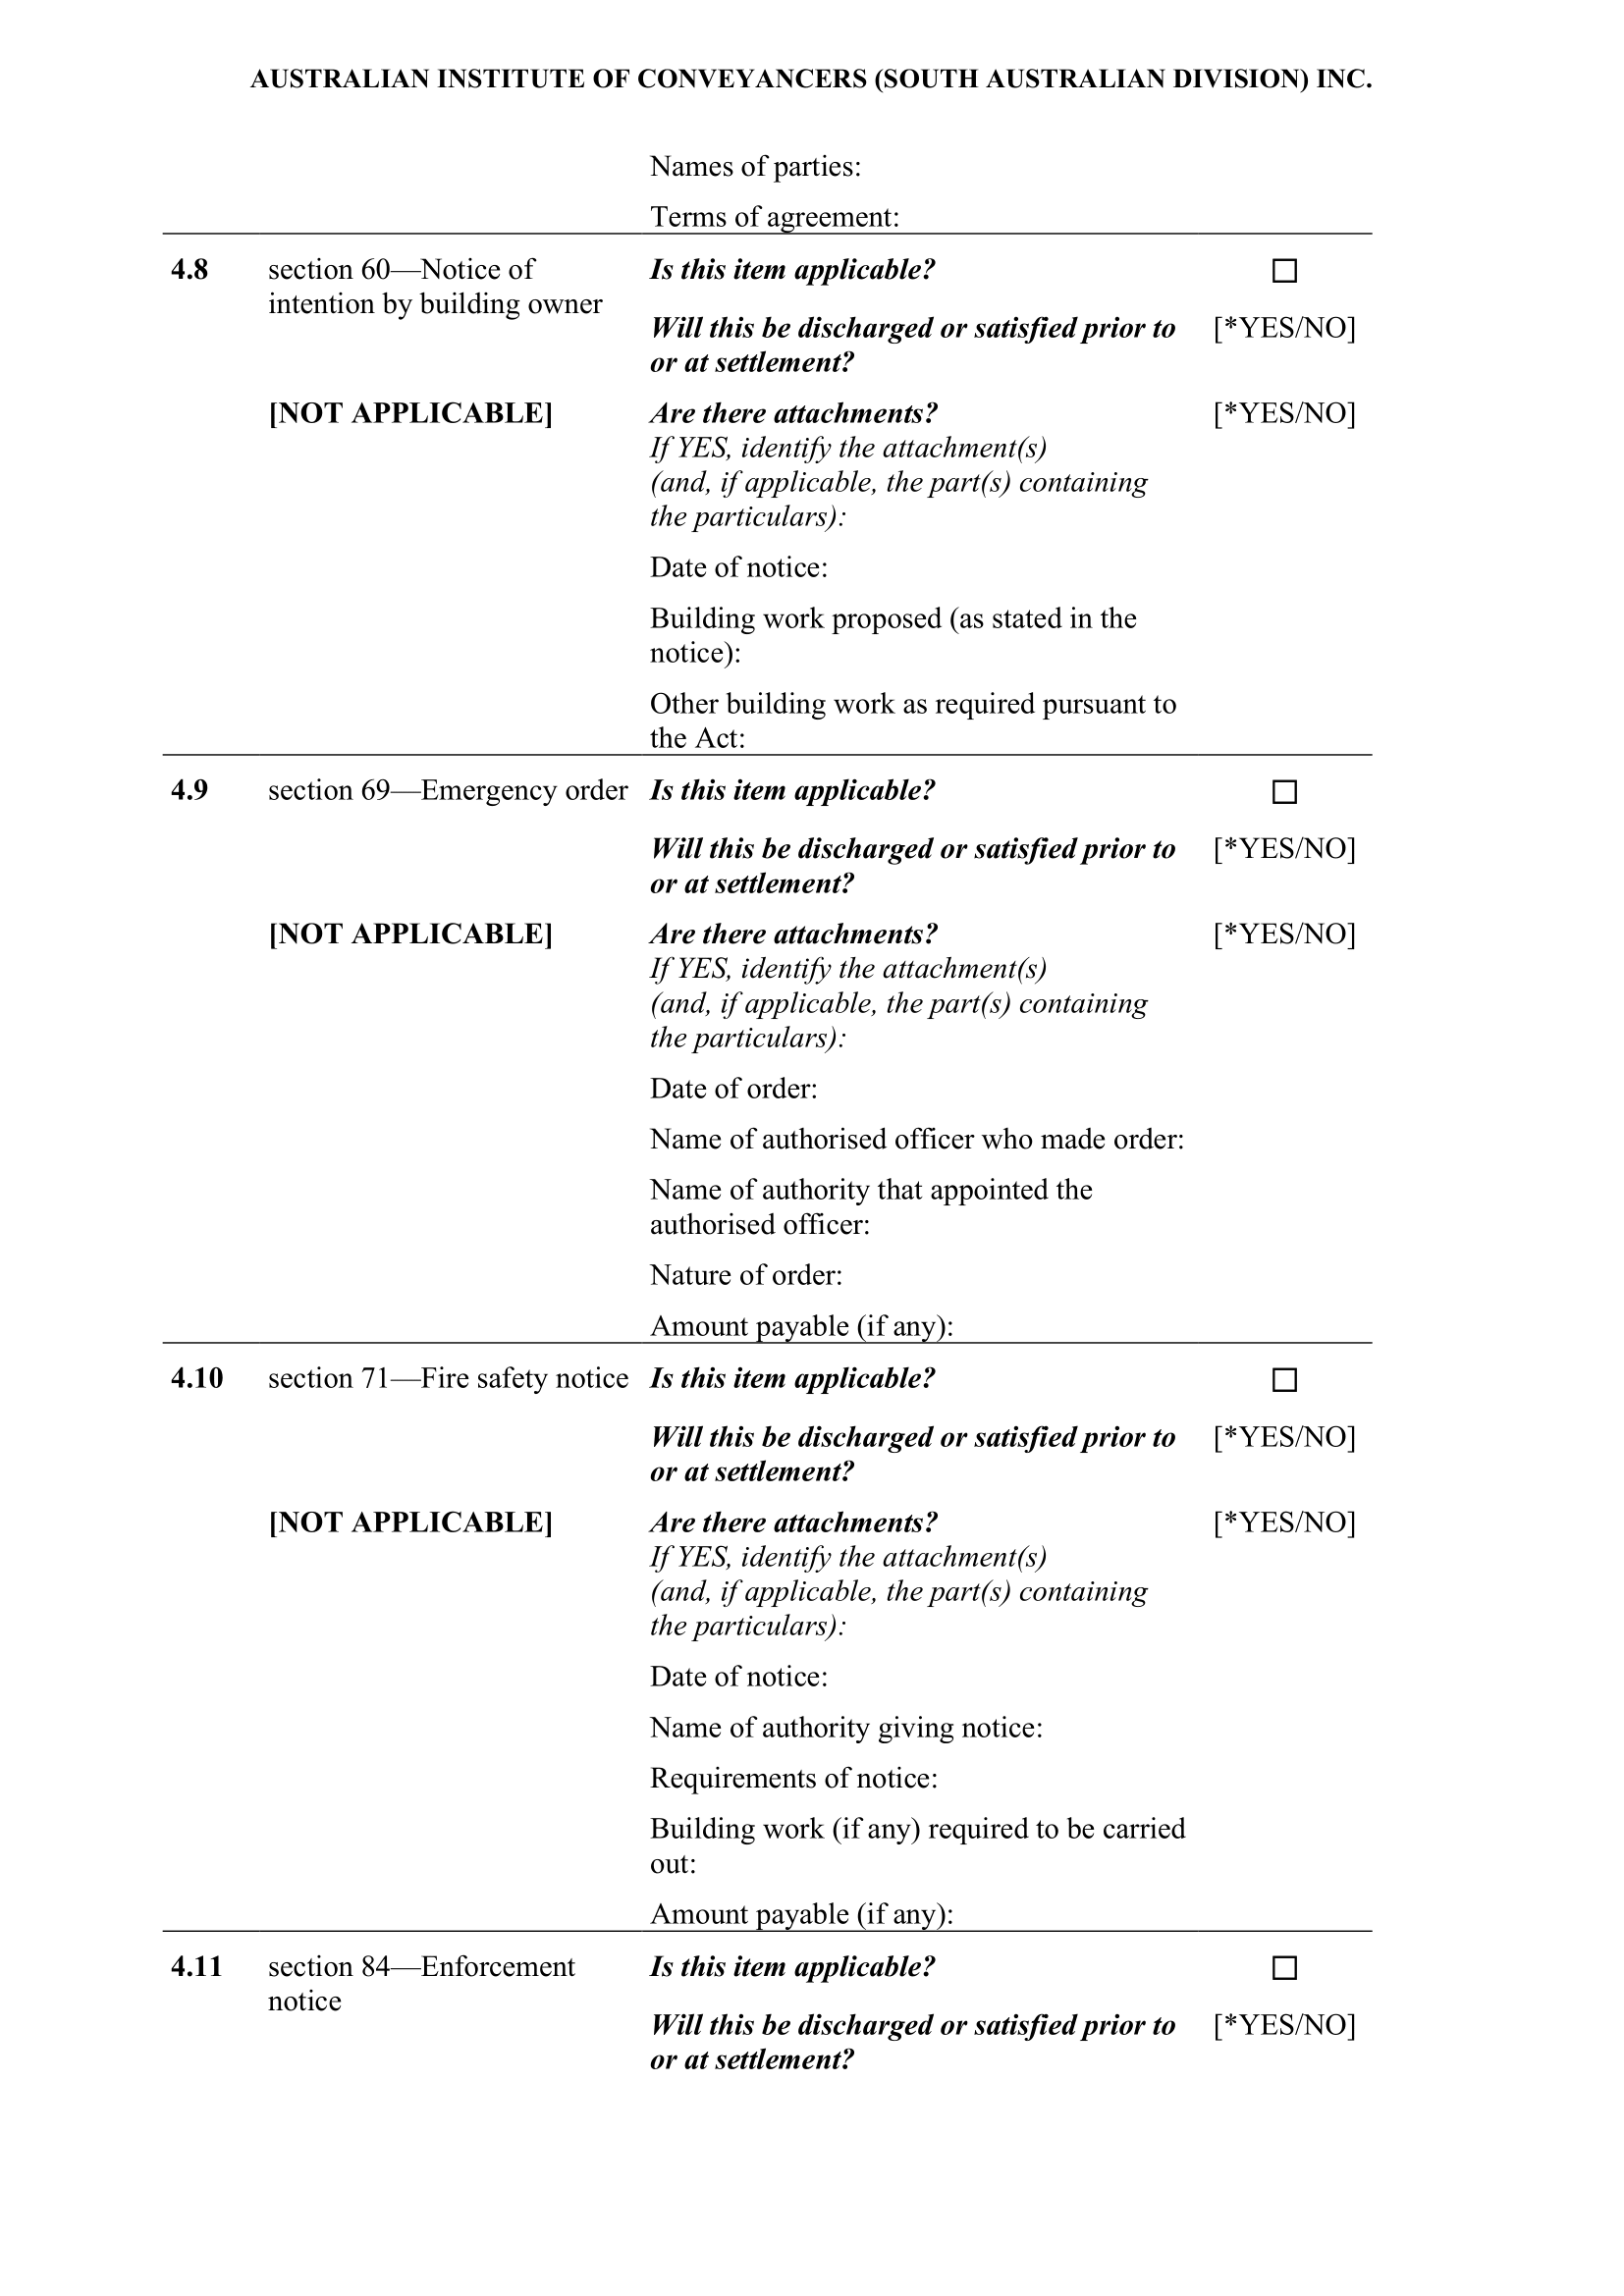 AUSTRALIAN INSTITUTE OF CONVEYANCERS (SOUTH AUSTRALIAN DIVISION) INC.
Names of parties:
Terms of agreement:
4.8 section 60—Notice of Is this item applicable? ☐
intention by building owner
Will this be discharged or satisfied prior to [*YES/NO]
or at settlement?
[NOT APPLICABLE] Are there attachments? [*YES/NO]
If YES, identify the attachment(s)
(and, if applicable, the part(s) containing
the particulars):
Date of notice:
Building work proposed (as stated in the
notice):
Other building work as required pursuant to
the Act:
4.9 section 69—Emergency order Is this item applicable? ☐
Will this be discharged or satisfied prior to [*YES/NO]
or at settlement?
[NOT APPLICABLE] Are there attachments? [*YES/NO]
If YES, identify the attachment(s)
(and, if applicable, the part(s) containing
the particulars):
Date of order:
Name of authorised officer who made order:
Name of authority that appointed the
authorised officer:
Nature of order:
Amount payable (if any):
4.10 section 71—Fire safety notice Is this item applicable? ☐
Will this be discharged or satisfied prior to [*YES/NO]
or at settlement?
[NOT APPLICABLE] Are there attachments? [*YES/NO]
If YES, identify the attachment(s)
(and, if applicable, the part(s) containing
the particulars):
Date of notice:
Name of authority giving notice:
Requirements of notice:
Building work (if any) required to be carried
out:
Amount payable (if any):
4.11 section 84—Enforcement Is this item applicable? ☐
notice
Will this be discharged or satisfied prior to [*YES/NO]
or at settlement?